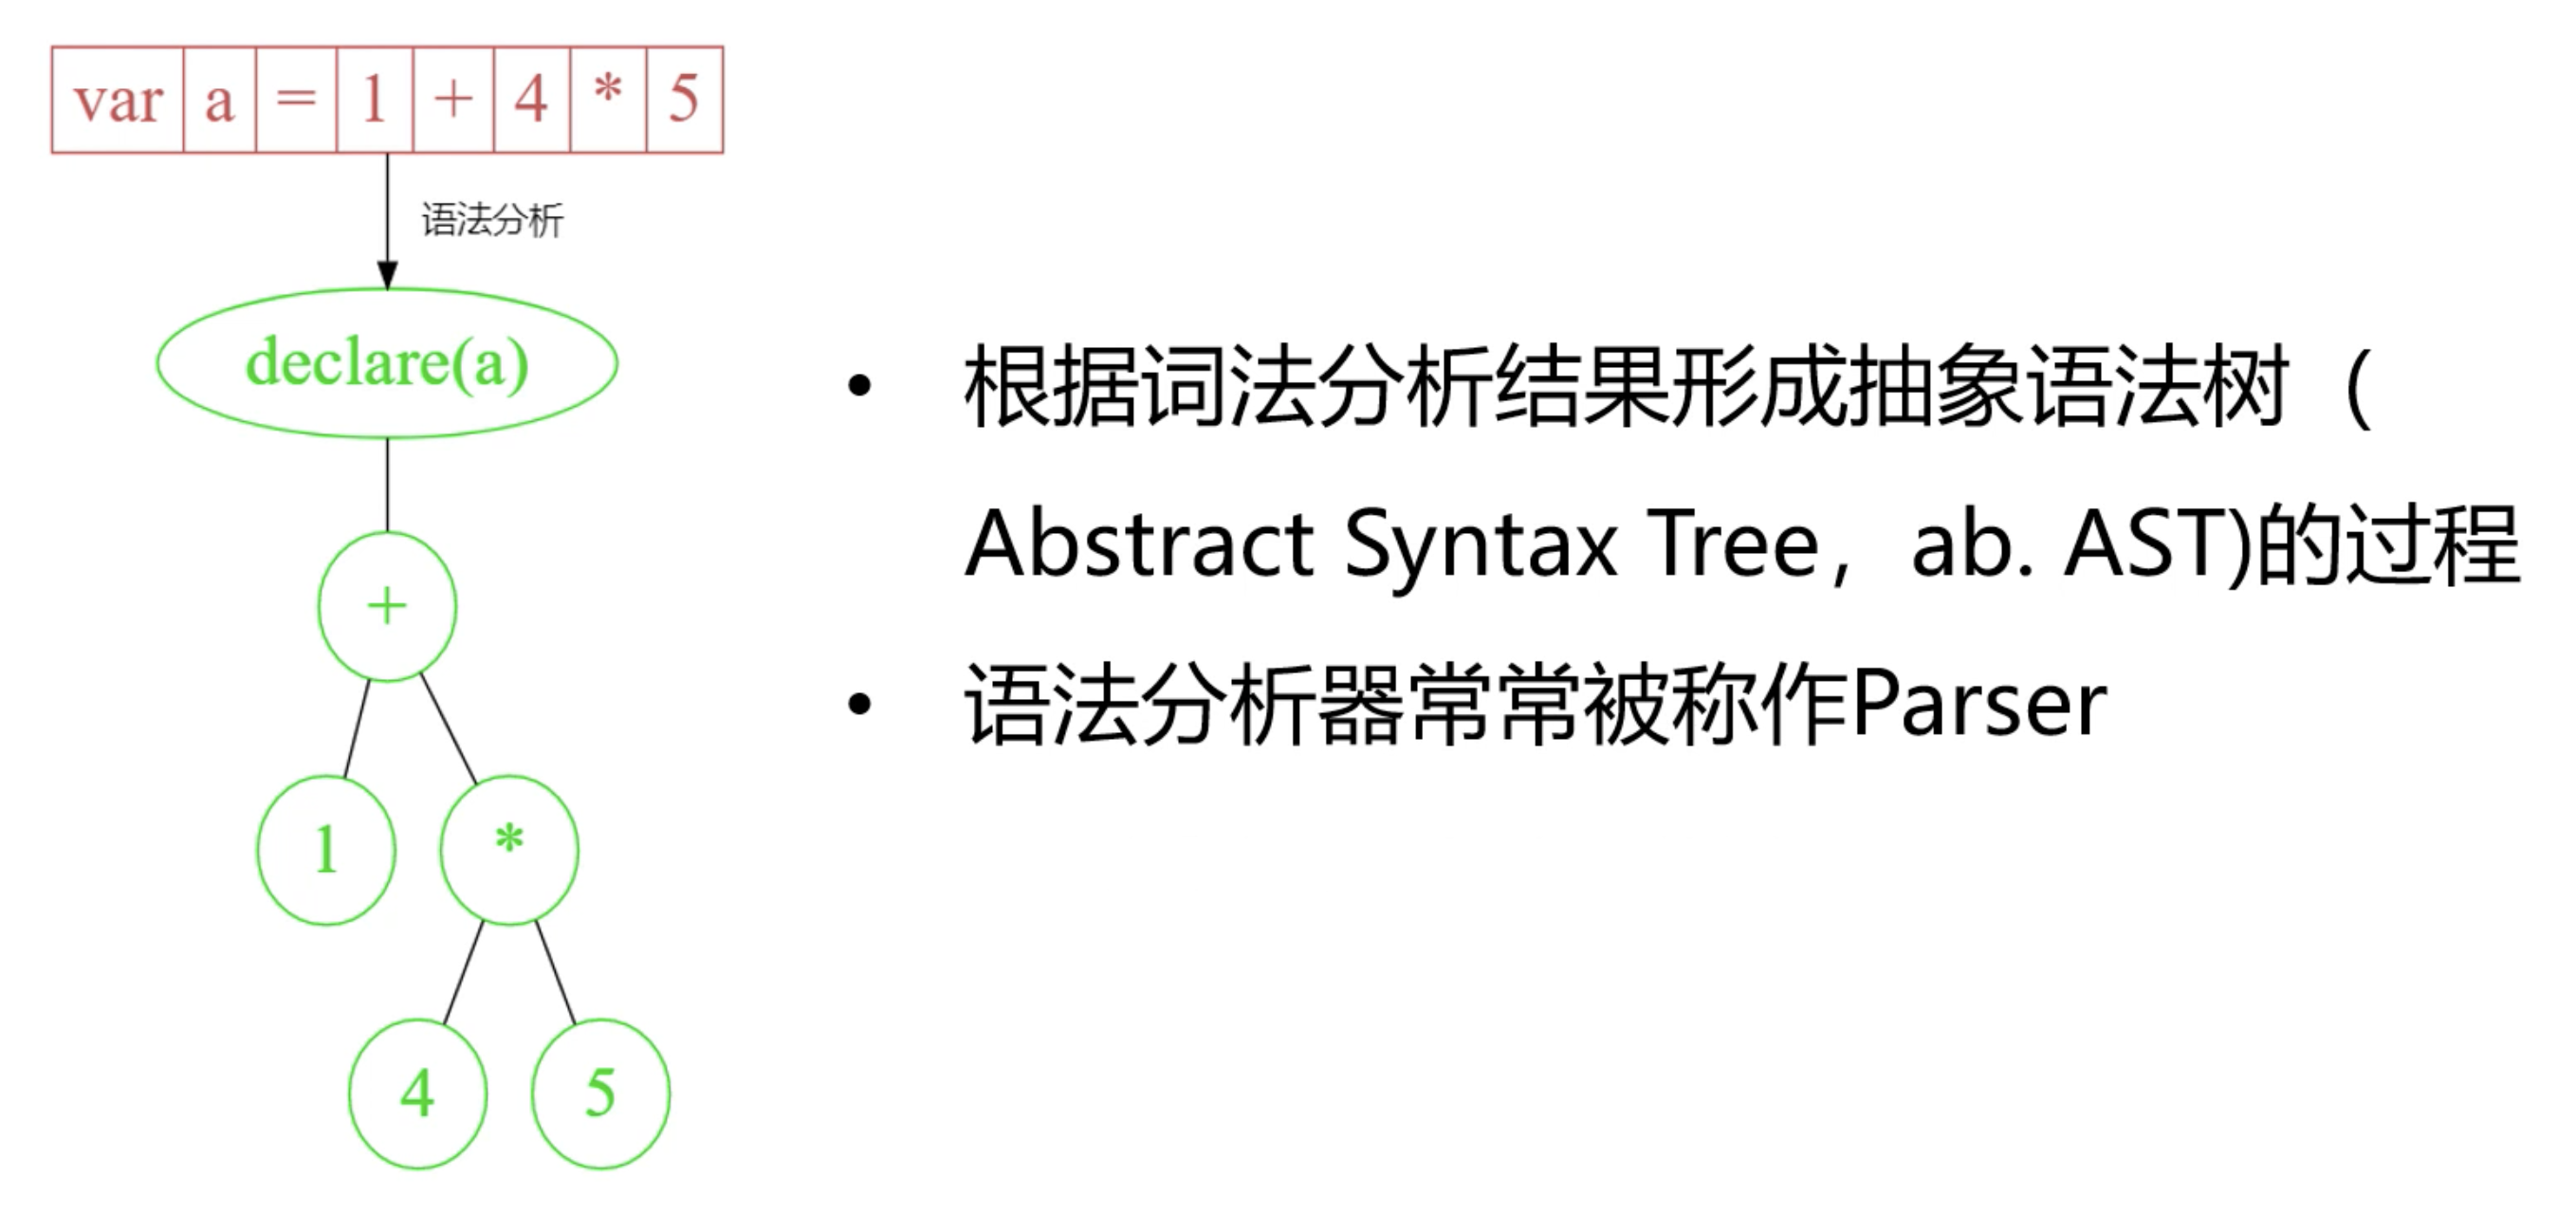 var a = 1 + 4 * 5
语法分析
declare(a)
+
1 *
4 5
• 根据词法分析结果形成抽象语法树（
Abstract Syntax Tree，ab. AST)的过程
• 语法分析器常常被称作Parser